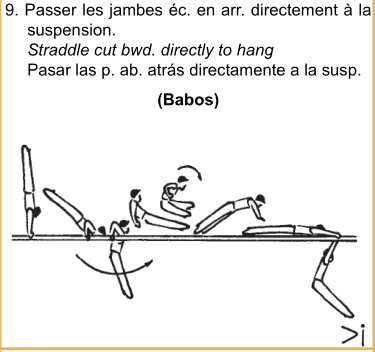 9. Passer les jambes éc. en arr. directement à la
suspension.
Straddle cut bwd. directly to hang
Pasar las p. ab. atrás directamente a la susp.
(Babos)
>i